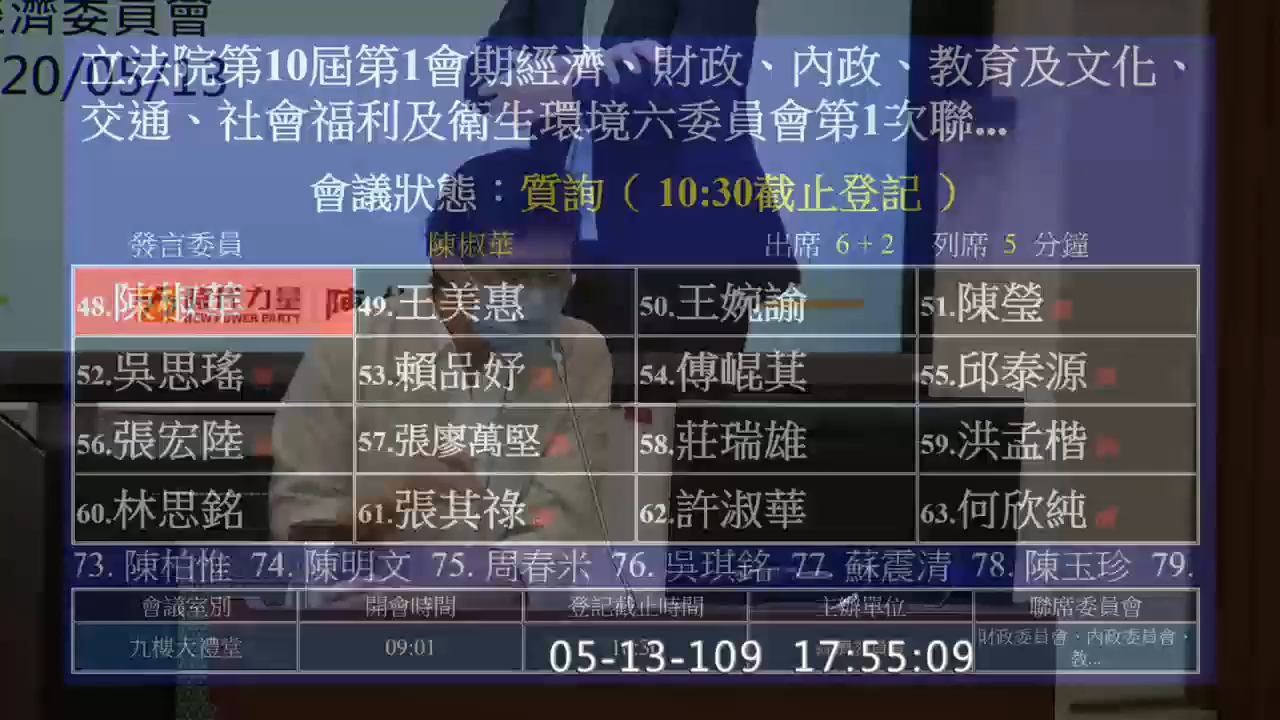 濟委員會
20/05/13
立法院第10屆第1會期經濟、財政、內政、教育及文化、
交通、社會福利及衛生環境六委員會第1次聯...
會議狀態：質詢（ 10:30截止登記 ）
發言委員 陳椒華 出席 6 + 2 列席 5 分鐘
48.陳椒華 49.王美惠 50.王婉諭 51.陳瑩
NEW POWER PARTY
52.吳思瑤 53.賴品妤 54.傅崐萁 55.邱泰源
56.張宏陸 57.張廖萬堅 58.莊瑞雄 59.洪孟楷
60.林思銘 61.張其祿 62.許淑華 63.何欣純
73. 陳柏惟 74. 陳明文 75. 周春米 76. 吳琪銘 77. 蘇震清 78. 陳玉珍 79.
會議室別 開會時間 登記截止時間 主辦單位 聯席委員會
九樓大禮堂 09:01 財政委員會、內政委員會、
教...
05-13-109 17:55:09